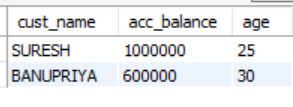 cust_name acc_balance age
SURESH 1000000 25
BANUPRIYA 600000 30